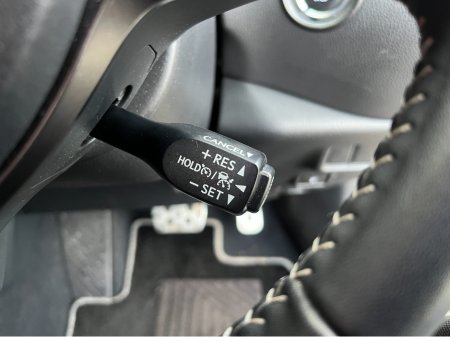 CANCEL▼
+ RES ▲
HOLD / ◀
− SET ▼